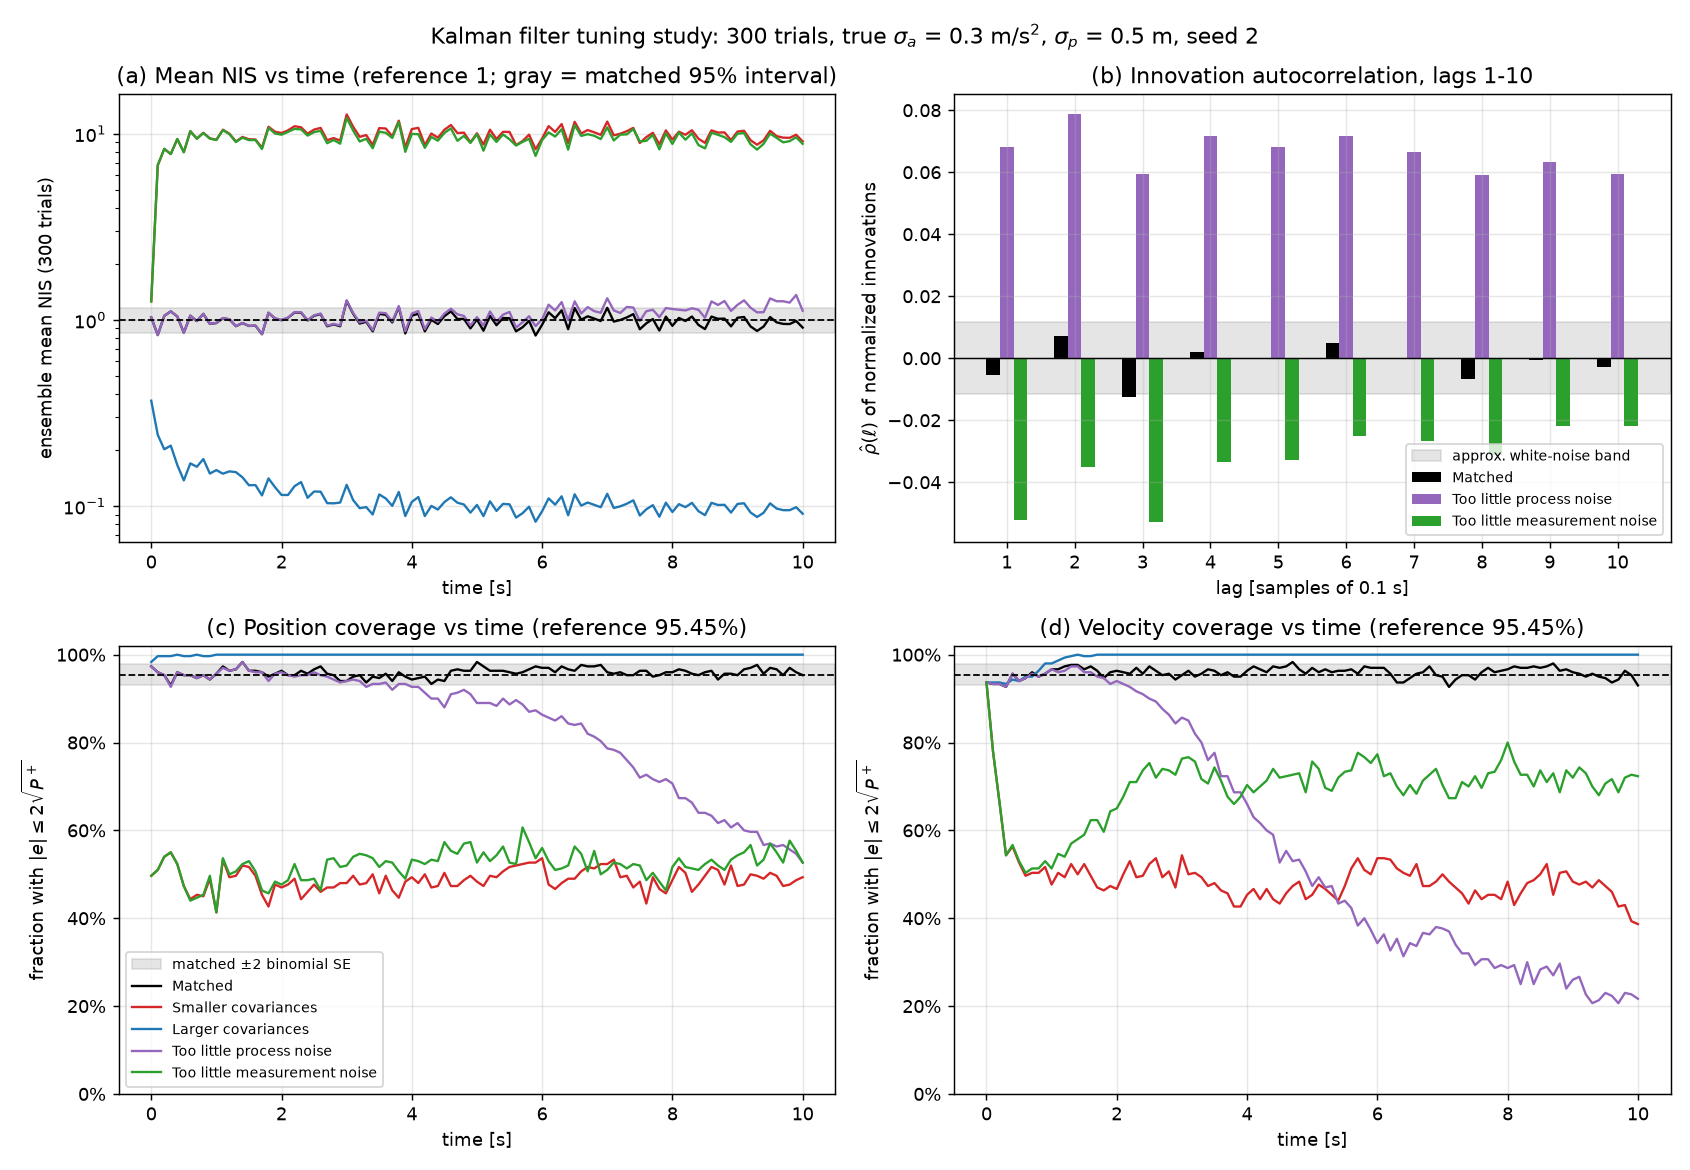 Kalman filter tuning study: 300 trials, true σₐ = 0.3 m/s², σₚ = 0.5 m, seed 2
(a) Mean NIS vs time (reference 1; gray = matched 95% interval)
ensemble mean NIS (300 trials)
10¹
10⁰
10⁻¹
0 2 4 6 8 10
time [s]
(b) Innovation autocorrelation, lags 1-10
ρ̂(ℓ) of normalized innovations
0.08
0.06
0.04
0.02
0.00
−0.02
−0.04
approx. white-noise band
Matched
Too little process noise
Too little measurement noise
1 2 3 4 5 6 7 8 9 10
lag [samples of 0.1 s]
(c) Position coverage vs time (reference 95.45%)
fraction with |e| ≤ 2√P⁺
100%
80%
60%
40%
20%
0%
matched ±2 binomial SE
Matched
Smaller covariances
Larger covariances
Too little process noise
Too little measurement noise
0 2 4 6 8 10
time [s]
(d) Velocity coverage vs time (reference 95.45%)
fraction with |e| ≤ 2√P⁺
100%
80%
60%
40%
20%
0%
0 2 4 6 8 10
time [s]